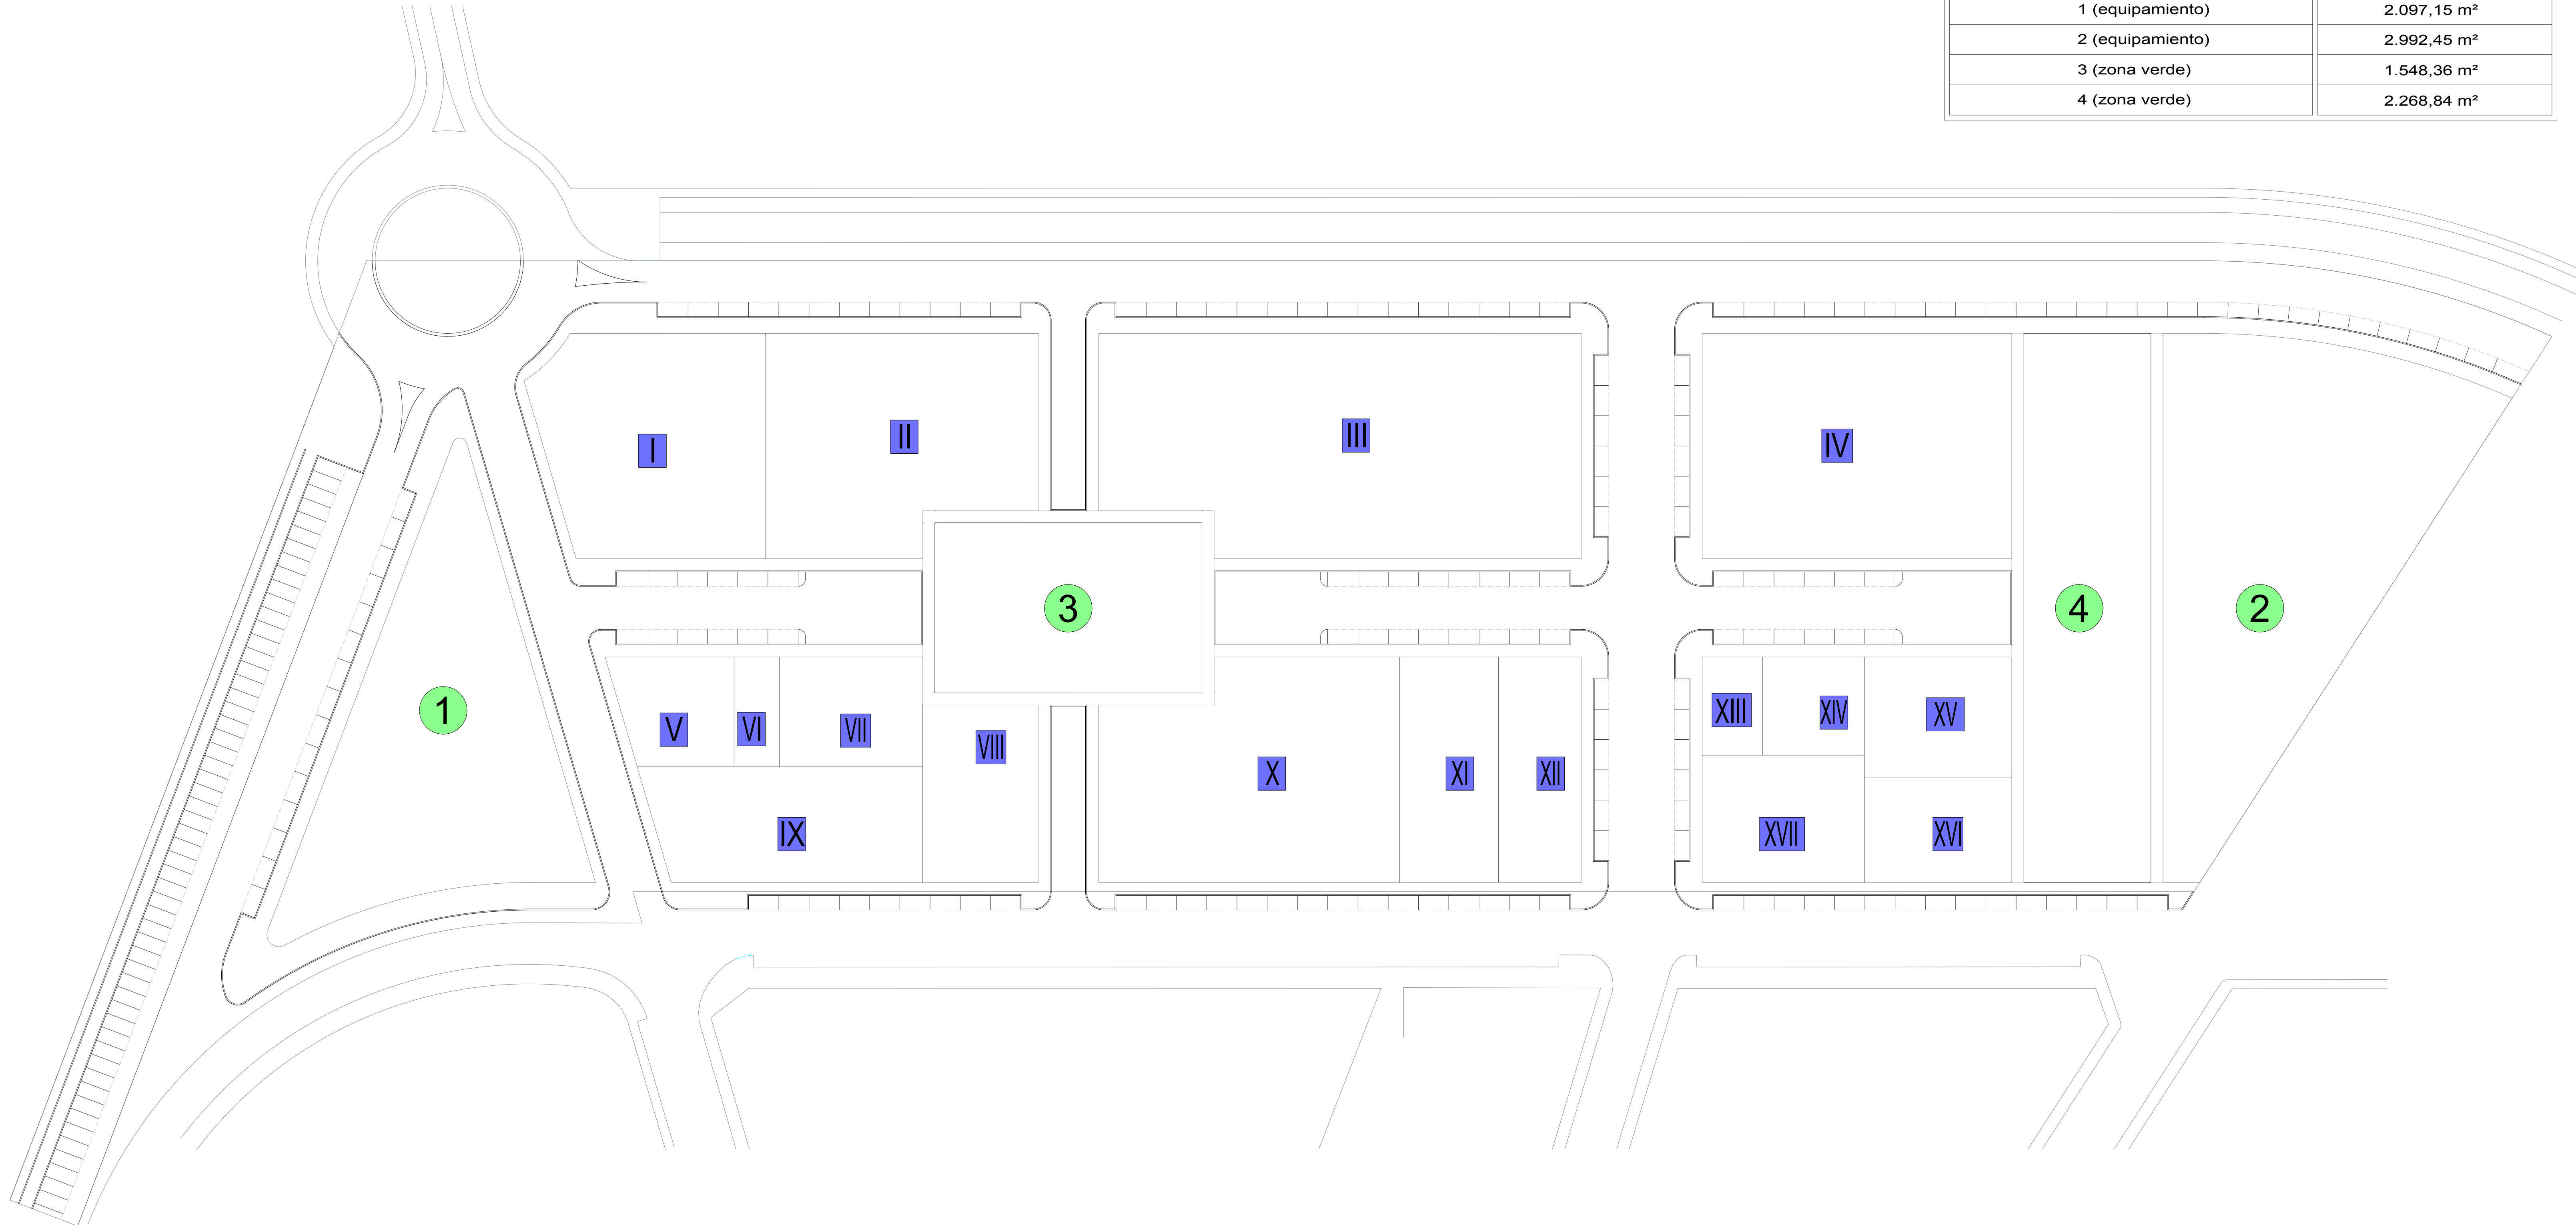 1 (equipamiento) 2.097,15 m²
2 (equipamiento) 2.992,45 m²
3 (zona verde) 1.548,36 m²
4 (zona verde) 2.268,84 m²
I
II
III
IV
3
4
2
1
V
VI
VII
VIII
IX
X
XI
XII
XIII
XIV
XV
XVII
XVI